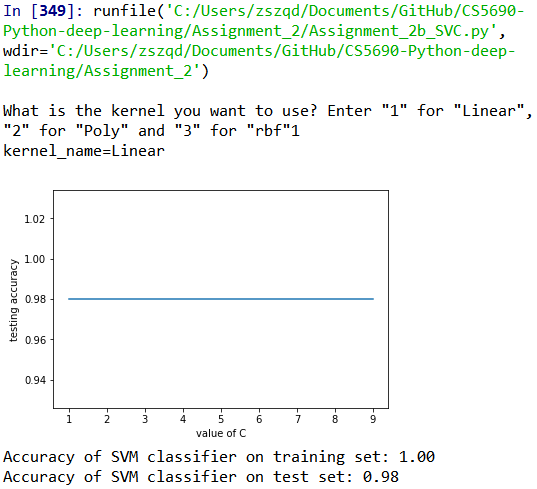 In [349]: runfile('C:/Users/zszqd/Documents/GitHub/CS5690-
Python-deep-learning/Assignment_2/Assignment_2b_SVC.py',
wdir='C:/Users/zszqd/Documents/GitHub/CS5690-Python-deep-
learning/Assignment_2')
What is the kernel you want to use? Enter "1" for "Linear",
"2" for "Poly" and "3" for "rbf"1
kernel_name=Linear
1.02
1.00
0.98
0.96
0.94
testing accuracy
1 2 3 4 5 6 7 8 9
value of C
Accuracy of SVM classifier on training set: 1.00
Accuracy of SVM classifier on test set: 0.98